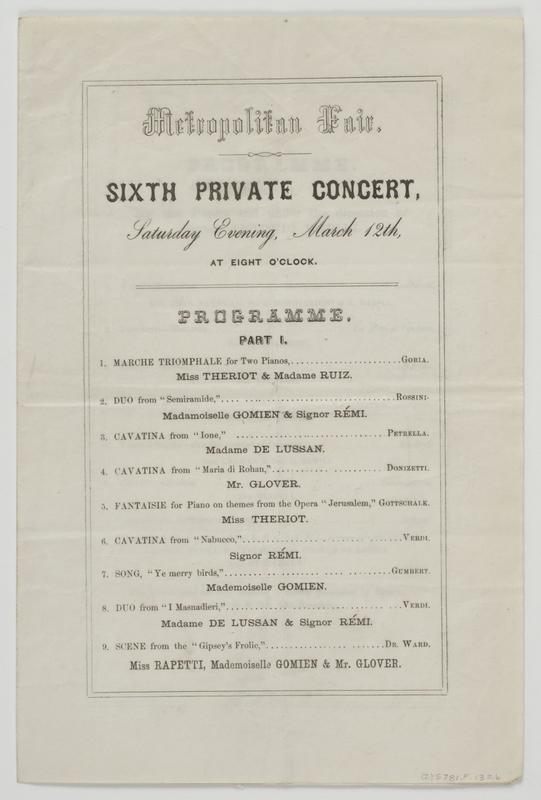 Metropolitan Fair.
SIXTH PRIVATE CONCERT,
Saturday Evening, March 12th,
AT EIGHT O'CLOCK.
PROGRAMME.
PART I.
1. MARCHE TRIOMPHALE for Two Pianos,......................GORIA.
Miss THERIOT & Madame RUIZ.
2. DUO from "Semiramide,".... .... ..........................ROSSINI.
Madamoiselle GOMIEN & Signor RÉMI.
3. CAVATINA from "Ione," ............................. PETRELLA.
Madame DE LUSSAN.
4. CAVATINA from "Maria di Rohan,"........... ........... DONIZETTI.
Mr. GLOVER.
5. FANTAISIE for Piano on themes from the Opera "Jerusalem," GOTTSCHALK.
Miss THERIOT.
6. CAVATINA from "Nabucco,"................ . ....... . .......VERDI.
Signor RÉMI.
7. SONG, "Ye merry birds,"........ .......... .... ..........GUMBERT.
Mademoiselle GOMIEN.
8. DUO from "I Masnadieri,"............ ........ ..............VERDI.
Madame DE LUSSAN & Signor RÉMI.
9. SCENE from the "Gipsey's Frolic,"................ .......DR. WARD.
Miss RAPETTI, Mademoiselle GOMIEN & Mr. GLOVER.